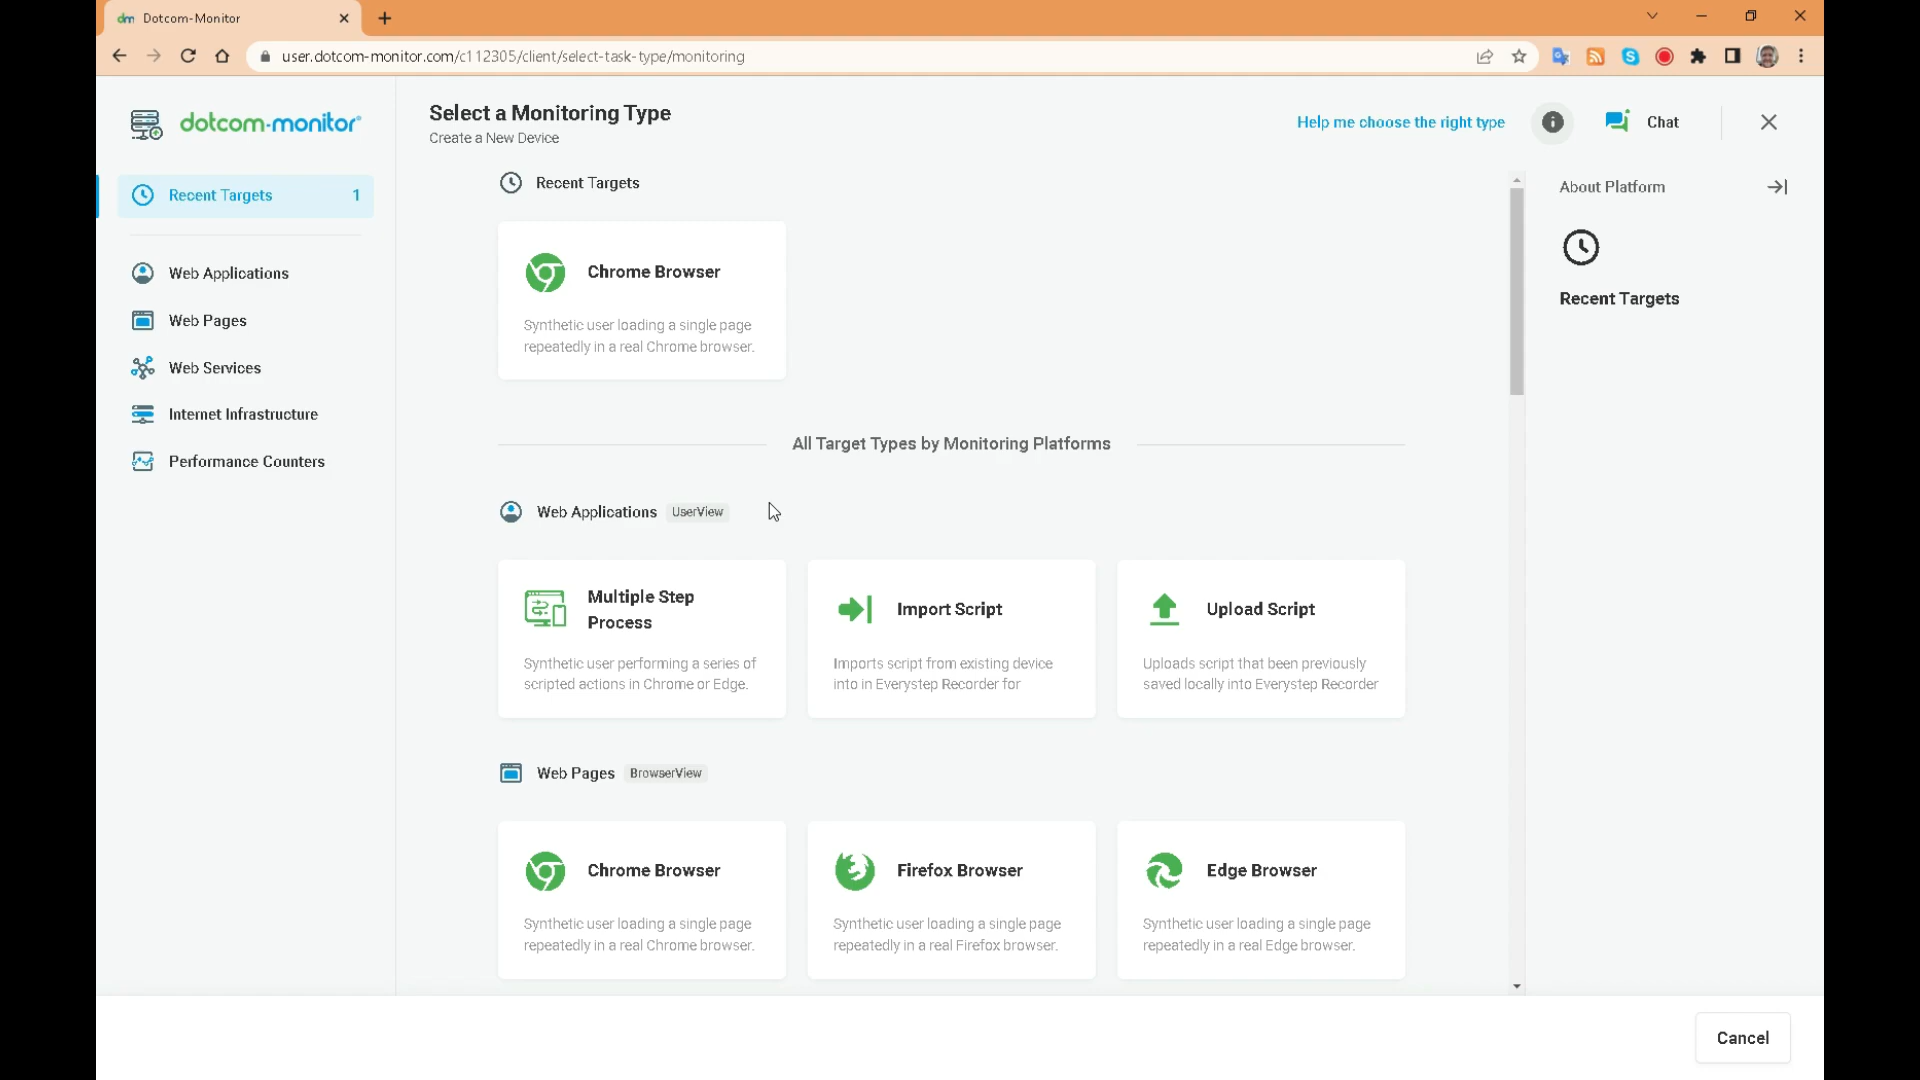 dm Dotcom-Monitor
user.dotcom-monitor.com/c112305/client/select-task-type/monitoring
dotcom-monitor®
Select a Monitoring Type
Create a New Device
Help me choose the right type
Chat
Recent Targets 1
Web Applications
Web Pages
Web Services
Internet Infrastructure
Performance Counters
Recent Targets
Chrome Browser
Synthetic user loading a single page
repeatedly in a real Chrome browser.
All Target Types by Monitoring Platforms
Web Applications UserView
Multiple Step
Process
Synthetic user performing a series of
scripted actions in Chrome or Edge.
Import Script
Imports script from existing device
into in Everystep Recorder for
Upload Script
Uploads script that been previously
saved locally into Everystep Recorder
Web Pages BrowserView
Chrome Browser
Synthetic user loading a single page
repeatedly in a real Chrome browser.
Firefox Browser
Synthetic user loading a single page
repeatedly in a real Firefox browser.
Edge Browser
Synthetic user loading a single page
repeatedly in a real Edge browser.
About Platform
Recent Targets
Cancel